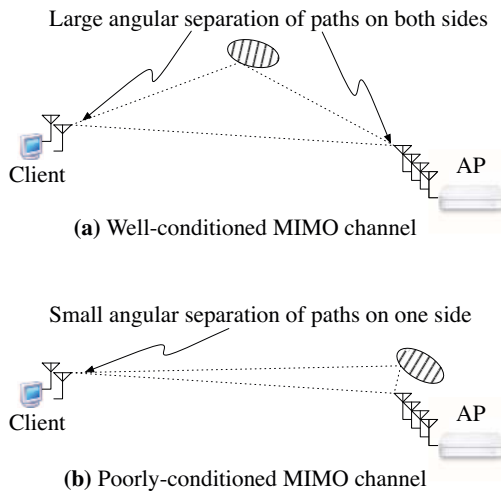 Large angular separation of paths on both sides
Client
AP
(a) Well-conditioned MIMO channel
Small angular separation of paths on one side
Client
AP
(b) Poorly-conditioned MIMO channel